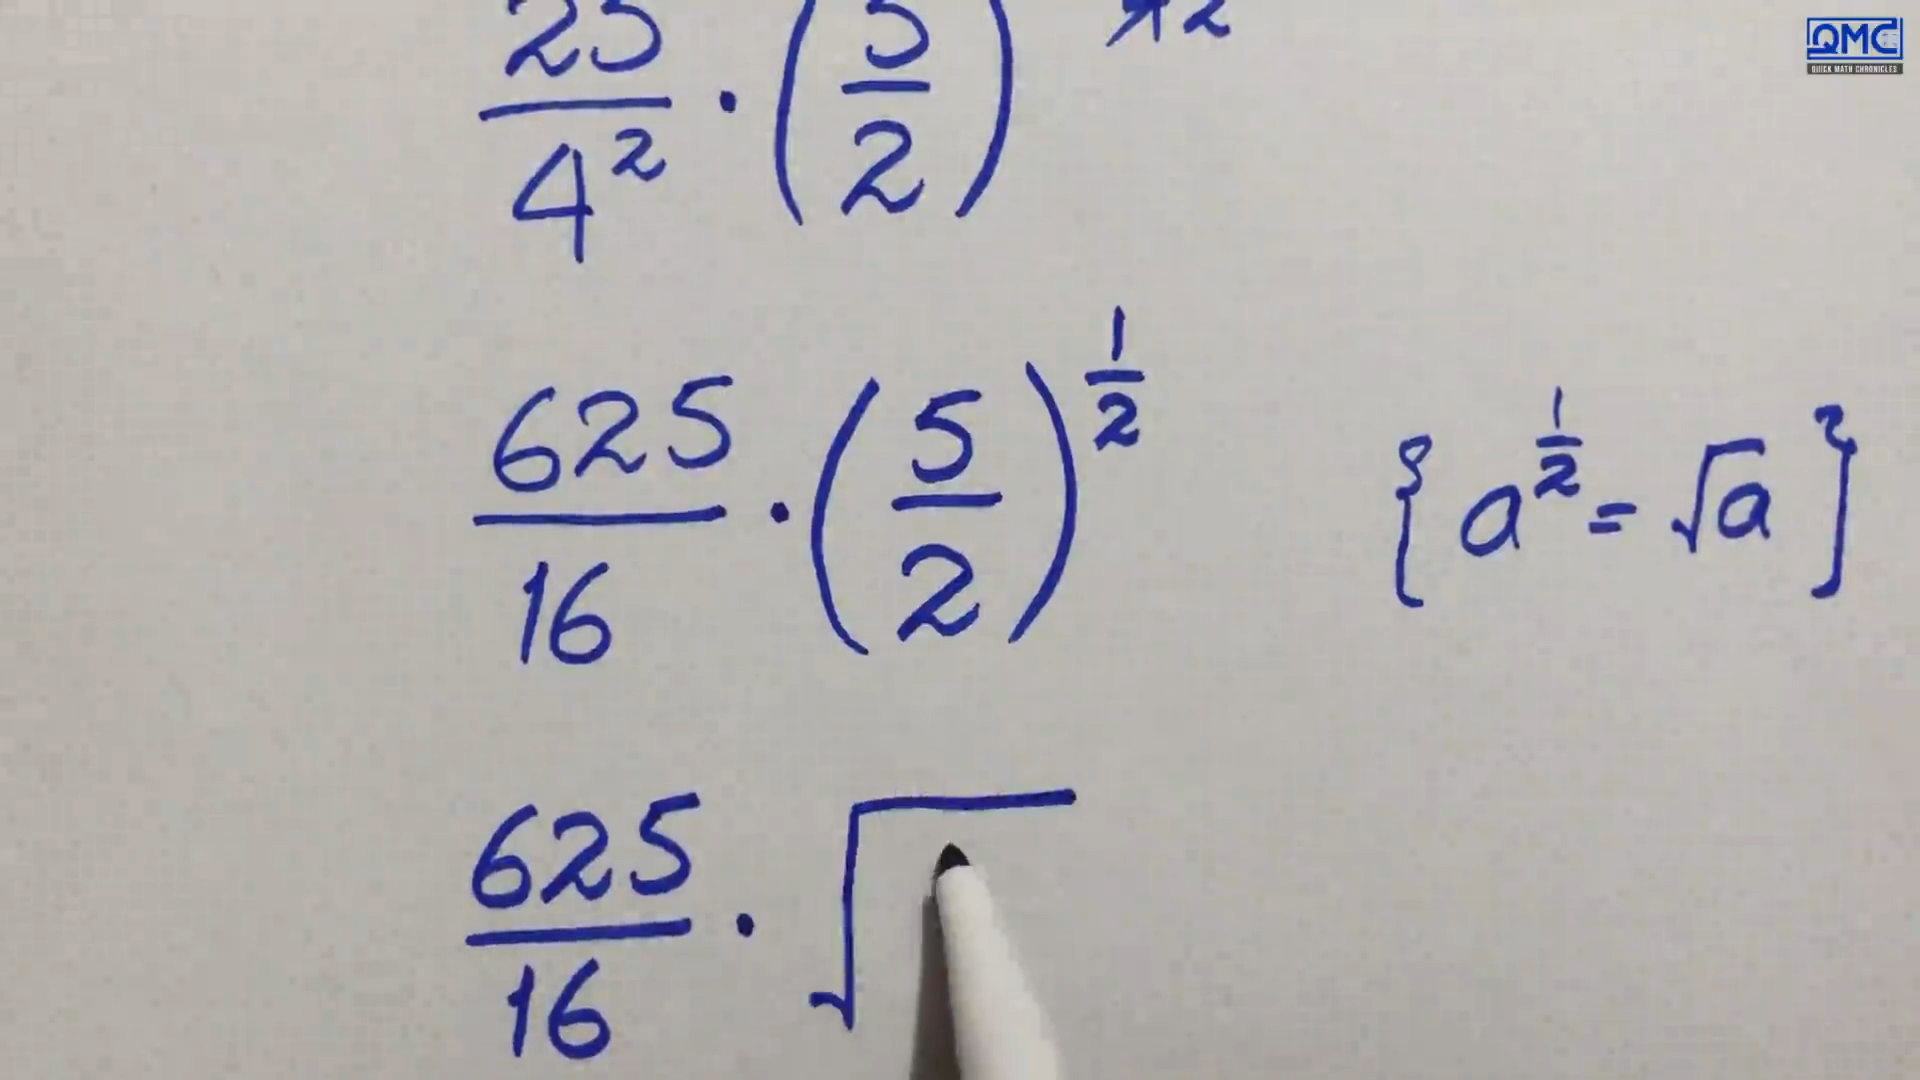 25/4² · (5/2)
QMC
QUICK MATH CHRONICLES
625/16 · (5/2)^(1/2) { a^(1/2) = √a }
625/16 · √